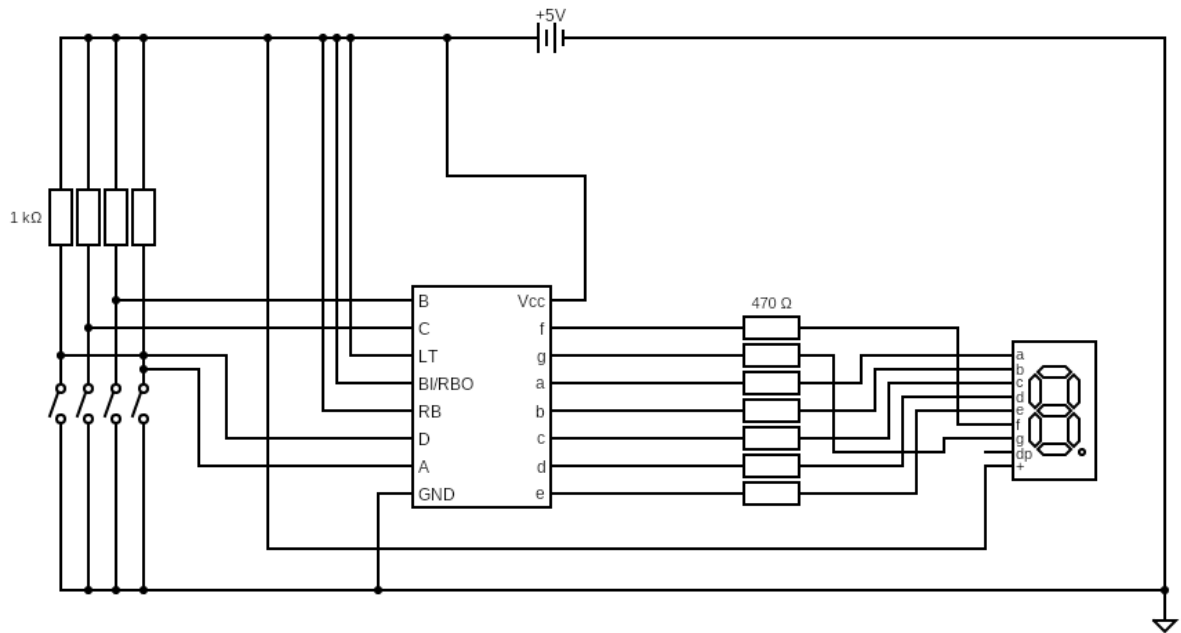 +5V
1 kΩ
470 Ω
B
C
LT
BI/RBO
RB
D
A
GND
Vcc
f
g
a
b
c
d
e
a
b
c
d
e
f
g
dp
+